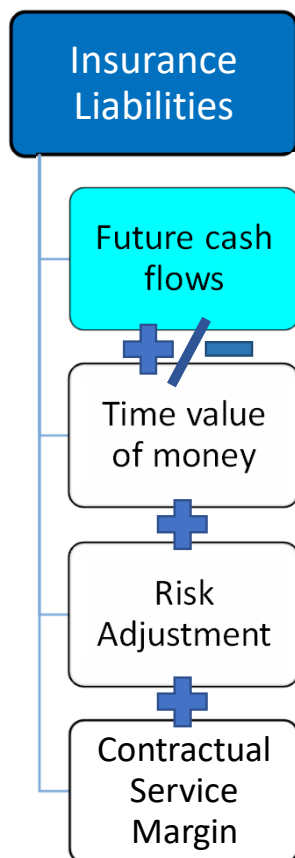 Insurance
Liabilities
Future cash
flows
Time value
of money
Risk
Adjustment
Contractual
Service
Margin